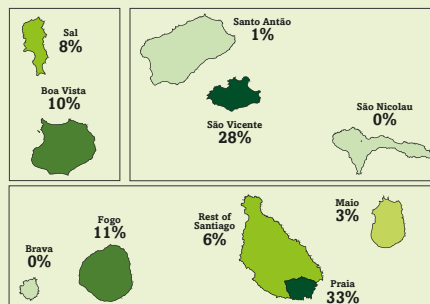 Sal
8%
Boa Vista
10%
Santo Antão
1%
São Vicente
28%
São Nicolau
0%
Brava
0%
Fogo
11%
Rest of
Santiago
6%
Maio
3%
Praia
33%